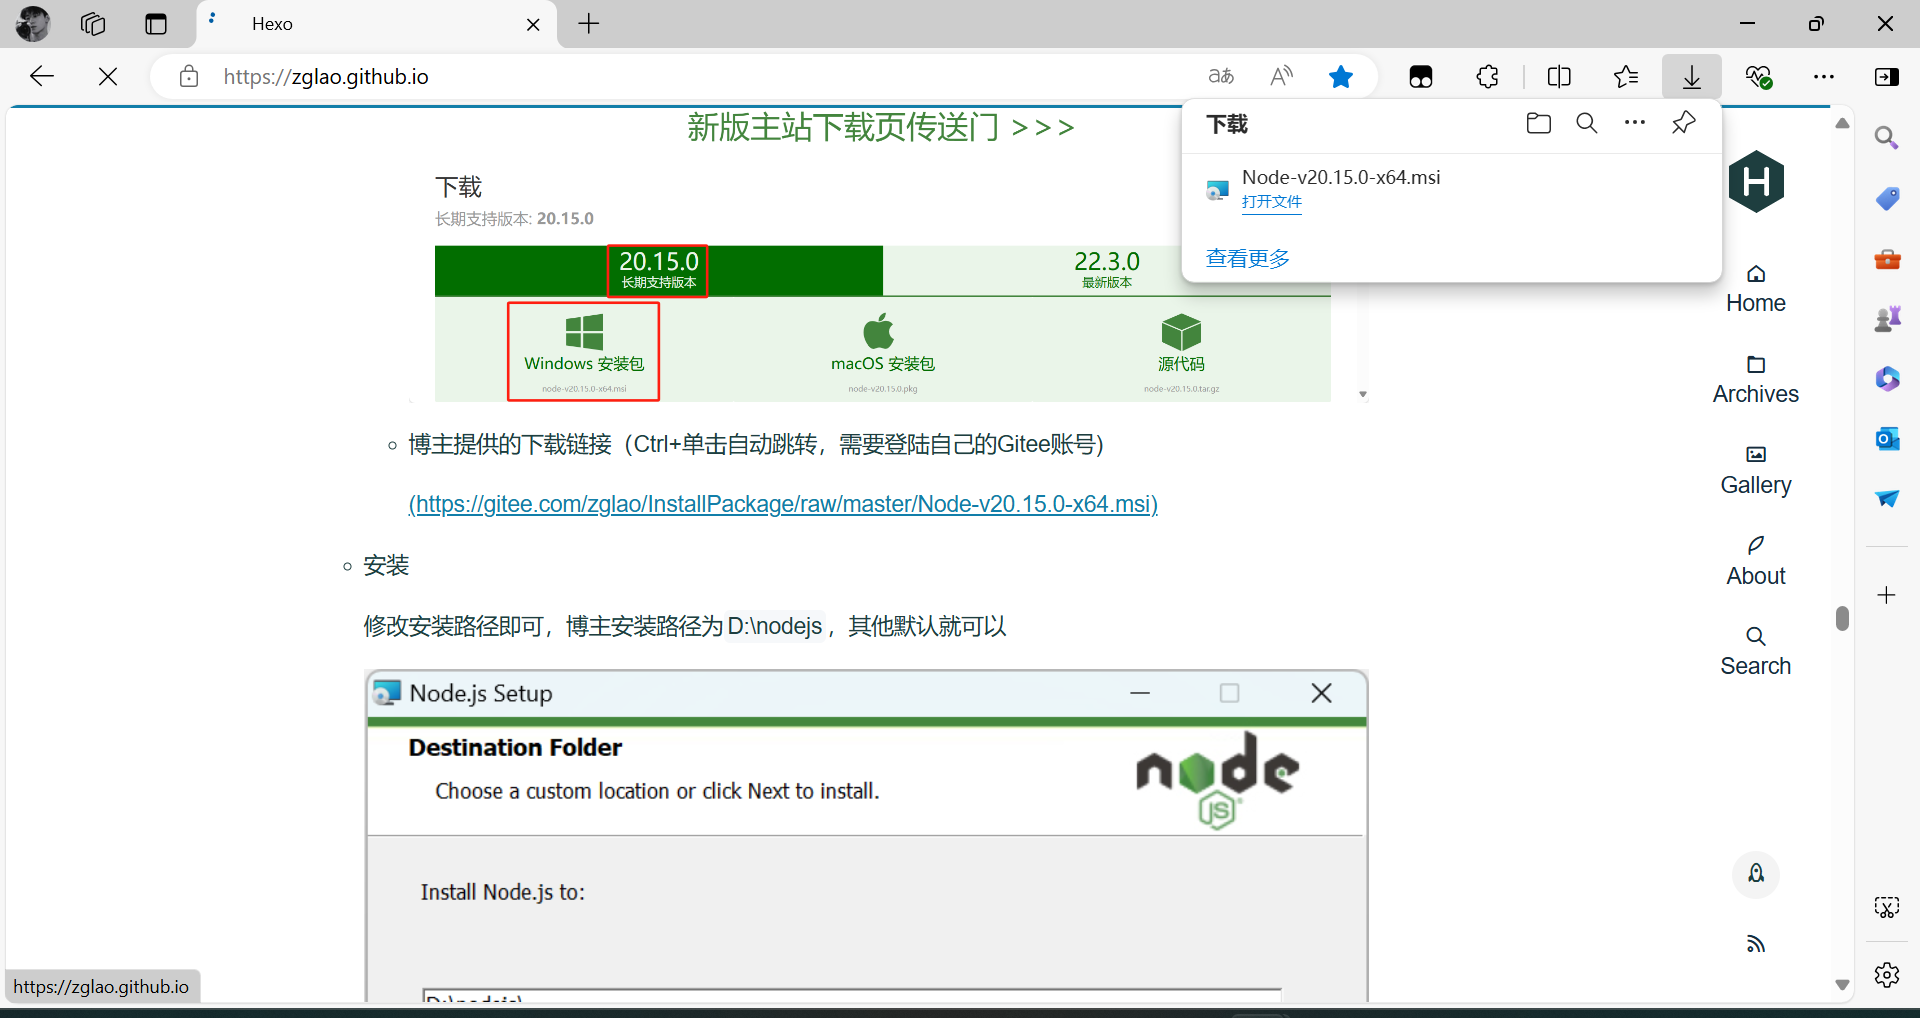 Hexo
https://zglao.github.io
aあ
新版主站下载页传送门 >>>
下载
长期支持版本: 20.15.0
20.15.0
长期支持版本
22.3.0
最新版本
Windows 安装包
node-v20.15.0-x64.msi
macOS 安装包
node-v20.15.0.pkg
源代码
node-v20.15.0.tar.gz
下载
Node-v20.15.0-x64.msi
打开文件
查看更多
博主提供的下载链接（Ctrl+单击自动跳转，需要登陆自己的Gitee账号)
(https://gitee.com/zglao/InstallPackage/raw/master/Node-v20.15.0-x64.msi)
安装
修改安装路径即可，博主安装路径为 D:\nodejs ，其他默认就可以
Node.js Setup
Destination Folder
Choose a custom location or click Next to install.
node
JS
Install Node.js to:
D:\nodejs\
H
Home
Archives
Gallery
About
Search
https://zglao.github.io